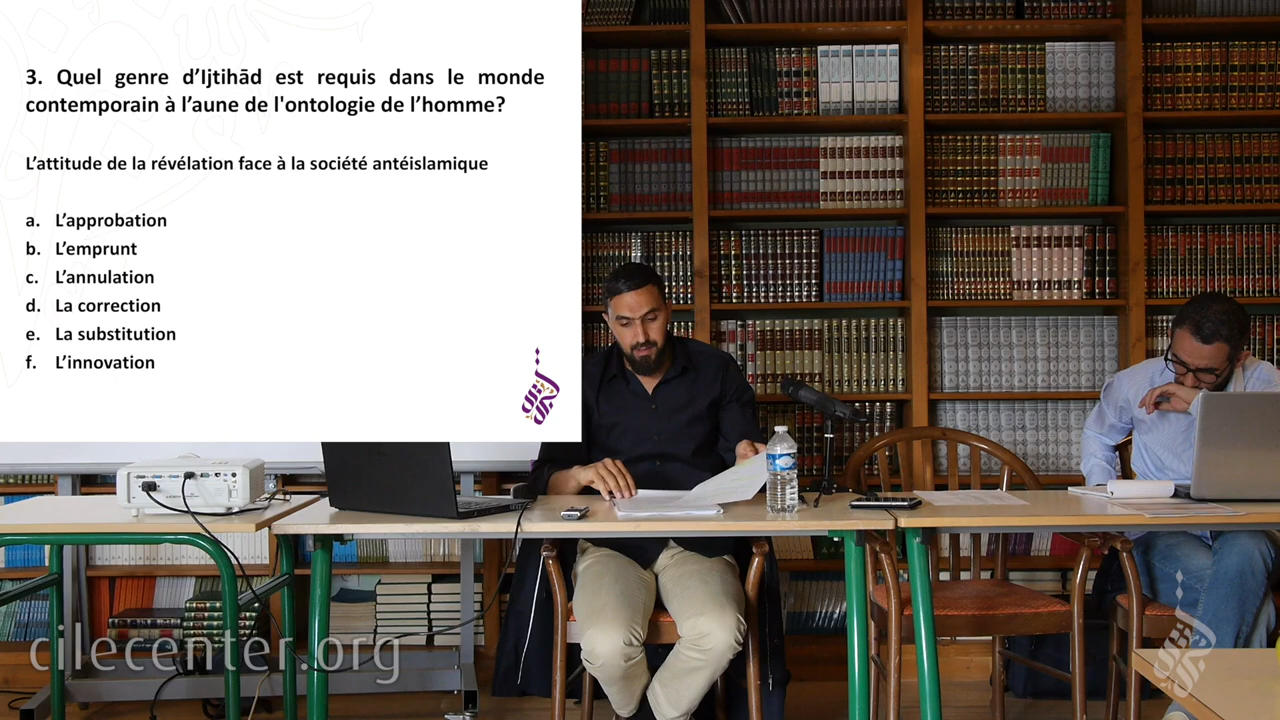 3. Quel genre d’Ijtihād est requis dans le monde
contemporain à l’aune de l'ontologie de l’homme?
L’attitude de la révélation face à la société antéislamique
a. L’approbation
b. L’emprunt
c. L’annulation
d. La correction
e. La substitution
f. L’innovation
cilecenter.org